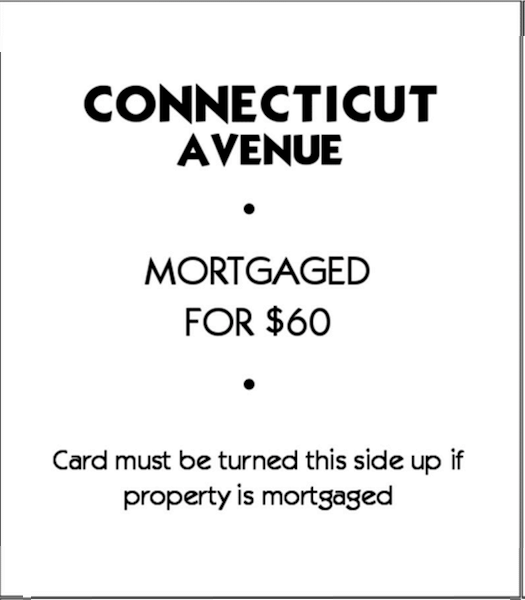 CONNECTICUT
AVENUE
MORTGAGED
FOR $60
Card must be turned this side up if
property is mortgaged